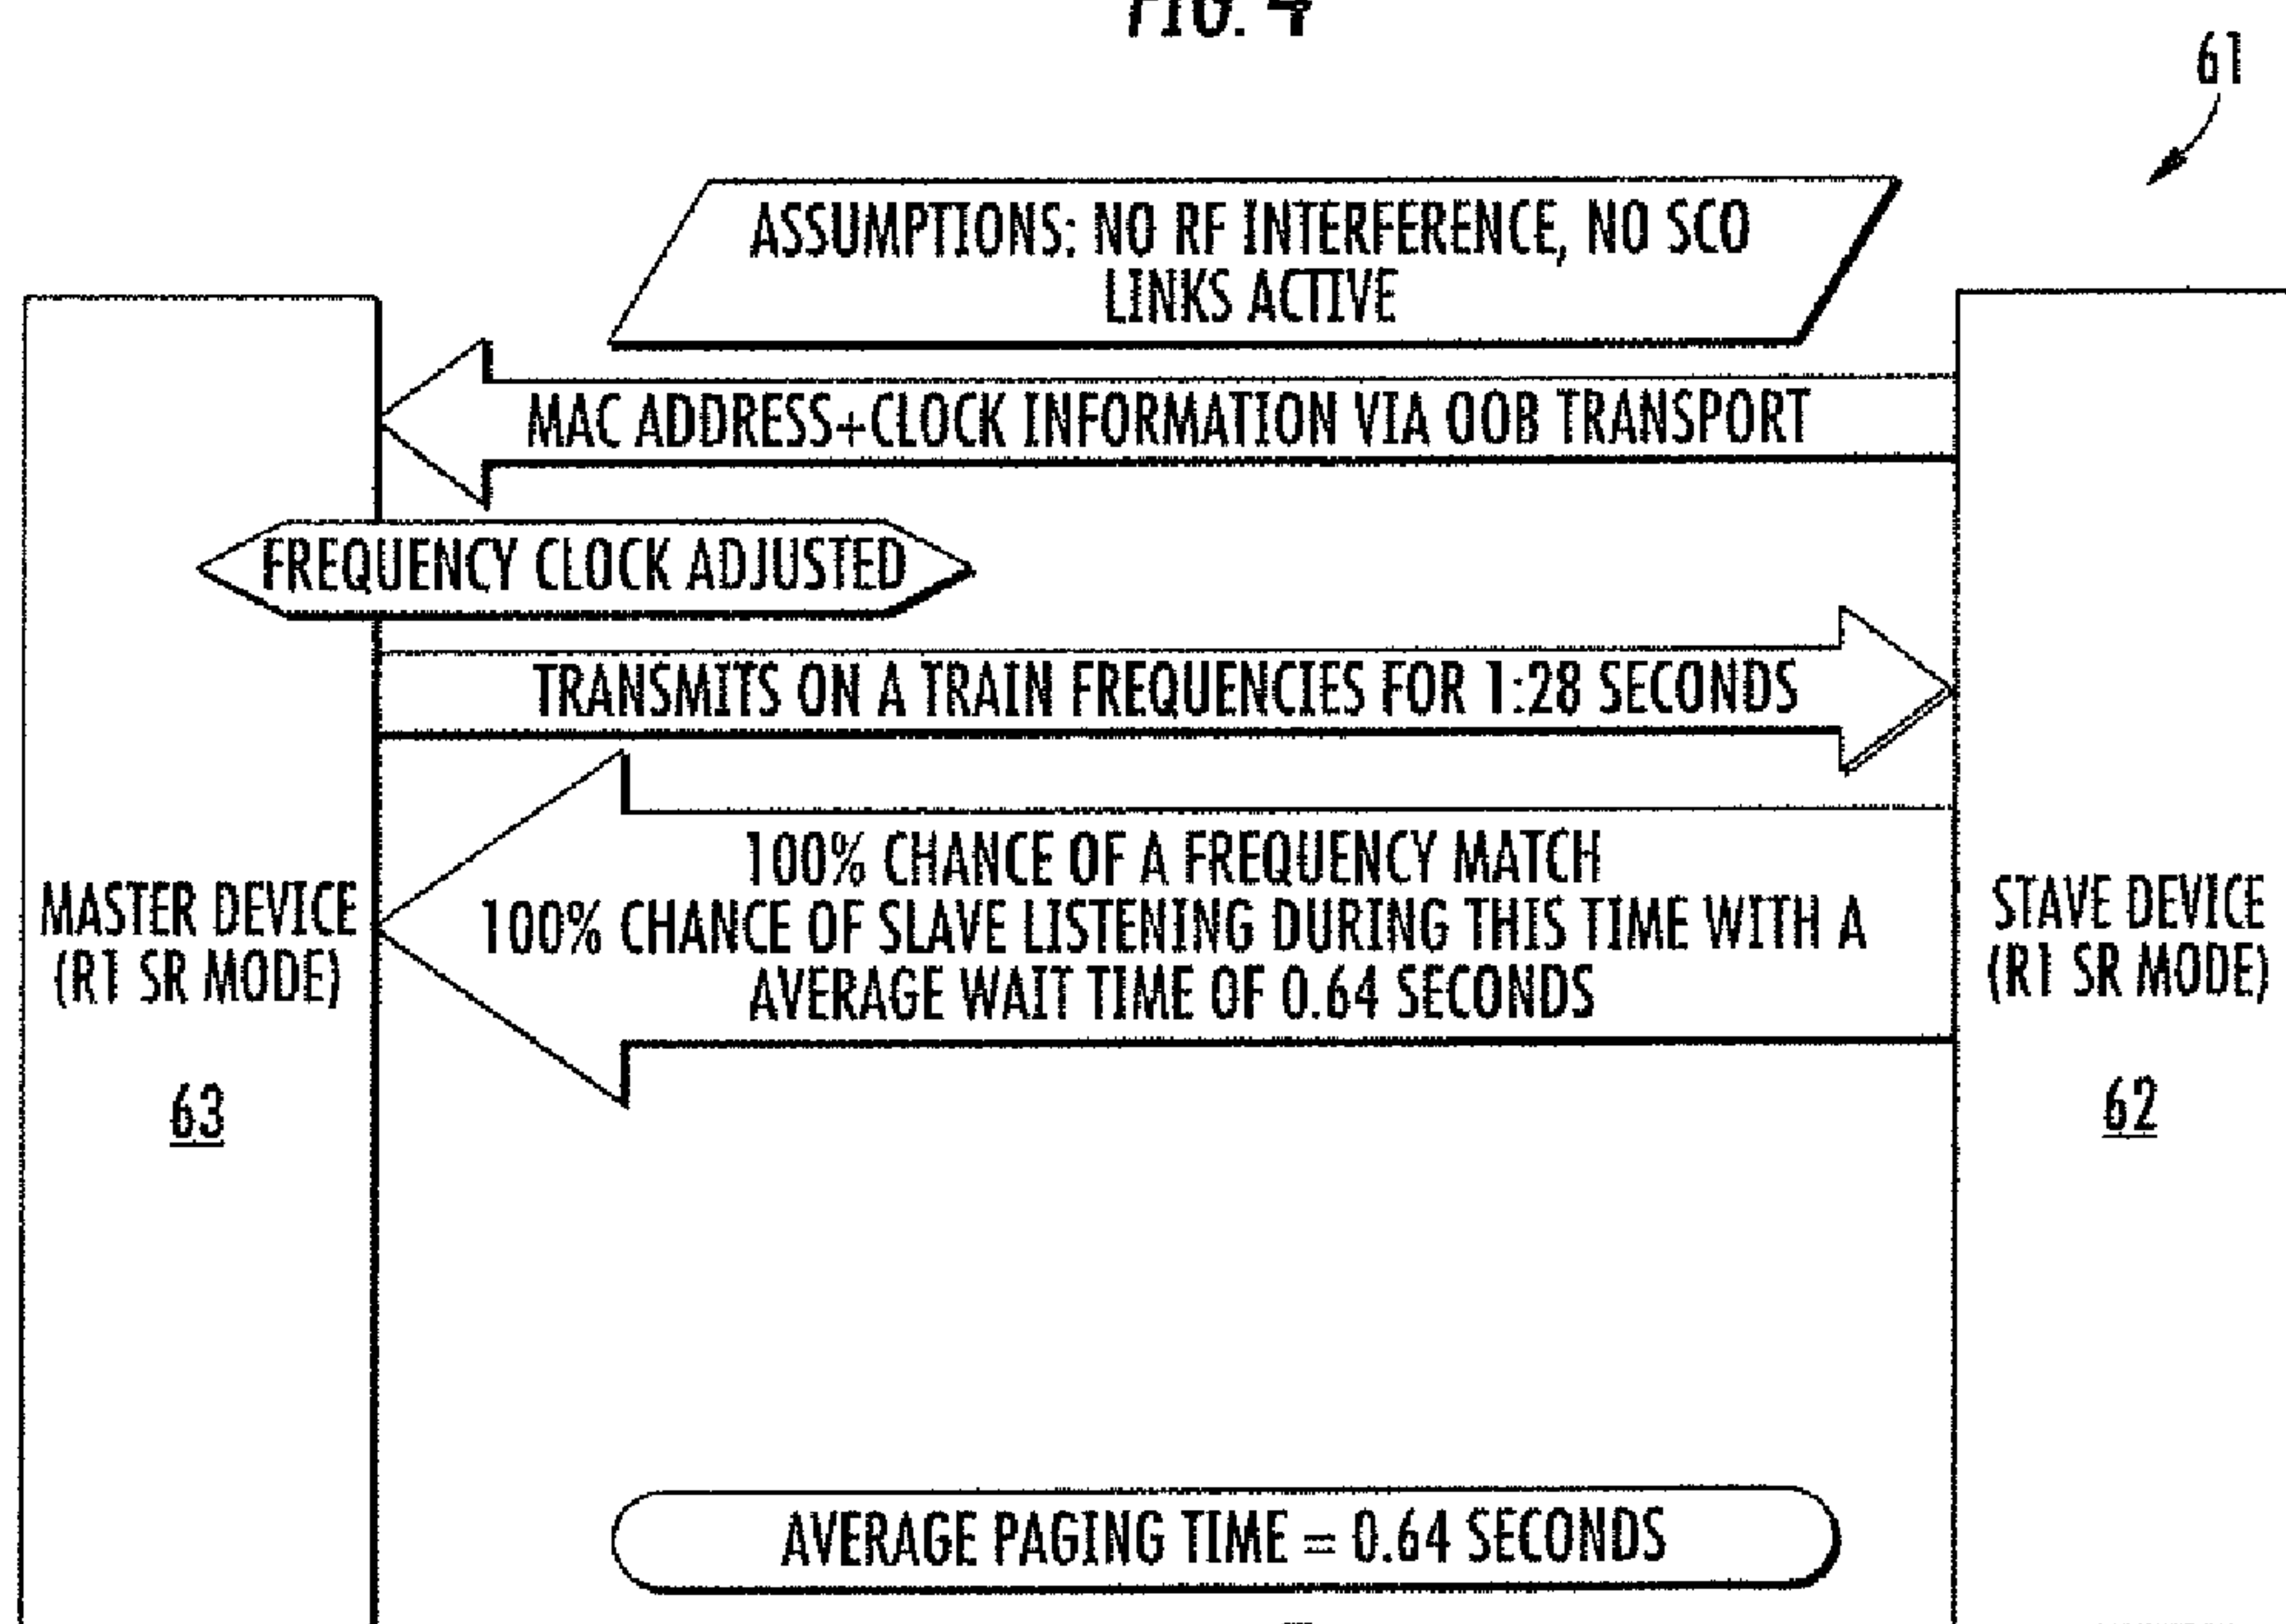 FIG. 4
61
ASSUMPTIONS: NO RF INTERFERENCE, NO SCO
LINKS ACTIVE
MAC ADDRESS+CLOCK INFORMATION VIA OOB TRANSPORT
FREQUENCY CLOCK ADJUSTED
TRANSMITS ON A TRAIN FREQUENCIES FOR 1:28 SECONDS
100% CHANCE OF A FREQUENCY MATCH
100% CHANCE OF SLAVE LISTENING DURING THIS TIME WITH A
AVERAGE WAIT TIME OF 0.64 SECONDS
MASTER DEVICE
(R1 SR MODE)
63
STAVE DEVICE
(R1 SR MODE)
62
AVERAGE PAGING TIME = 0.64 SECONDS